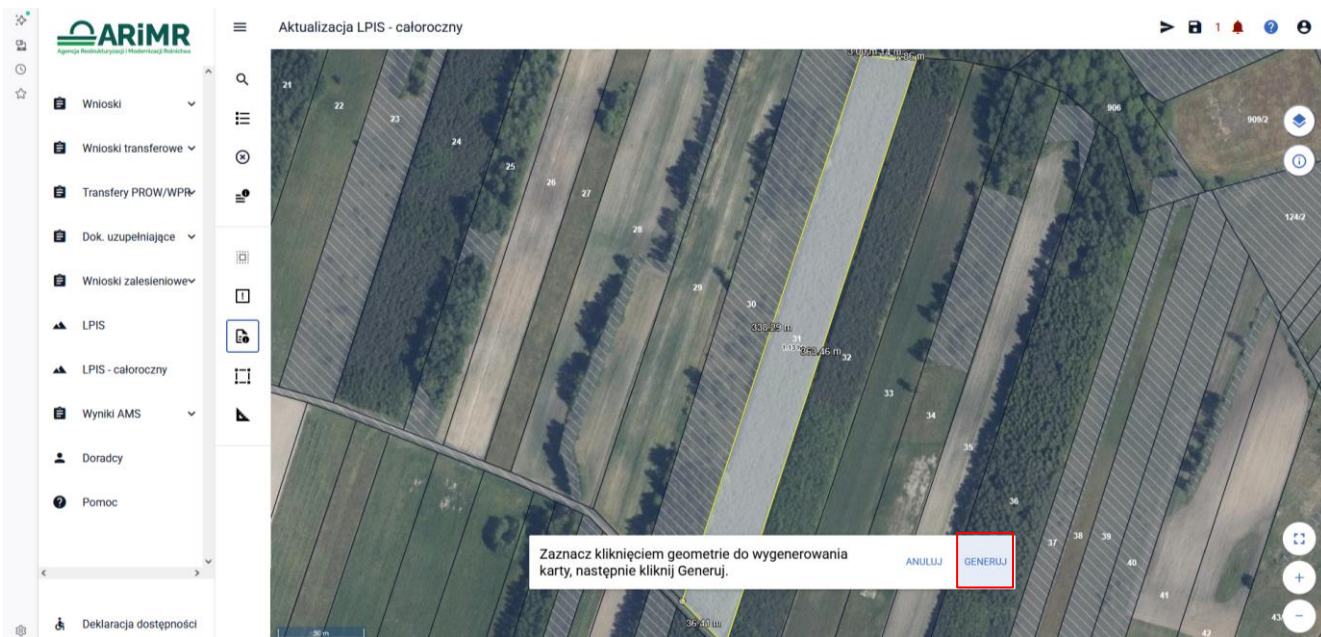 ARiMR
Agencja Restrukturyzacji i Modernizacji Rolnictwa
Aktualizacja LPIS - całoroczny
1
Wnioski
Wnioski transferowe
Transfery PROW/WPR
Dok. uzupełniające
Wnioski zalesieniowe
LPIS
LPIS - całoroczny
Wyniki AMS
Doradcy
Pomoc
Deklaracja dostępności
21
22
23
24
25
26
27
28
29
30
338.29 m
31
363.46 m
32
33
34
35
36
37
38
39
40
41
42
906
909/2
124/2
Zaznacz kliknięciem geometrie do wygenerowania
karty, następnie kliknij Generuj.
ANULUJ
GENERUJ
50 m